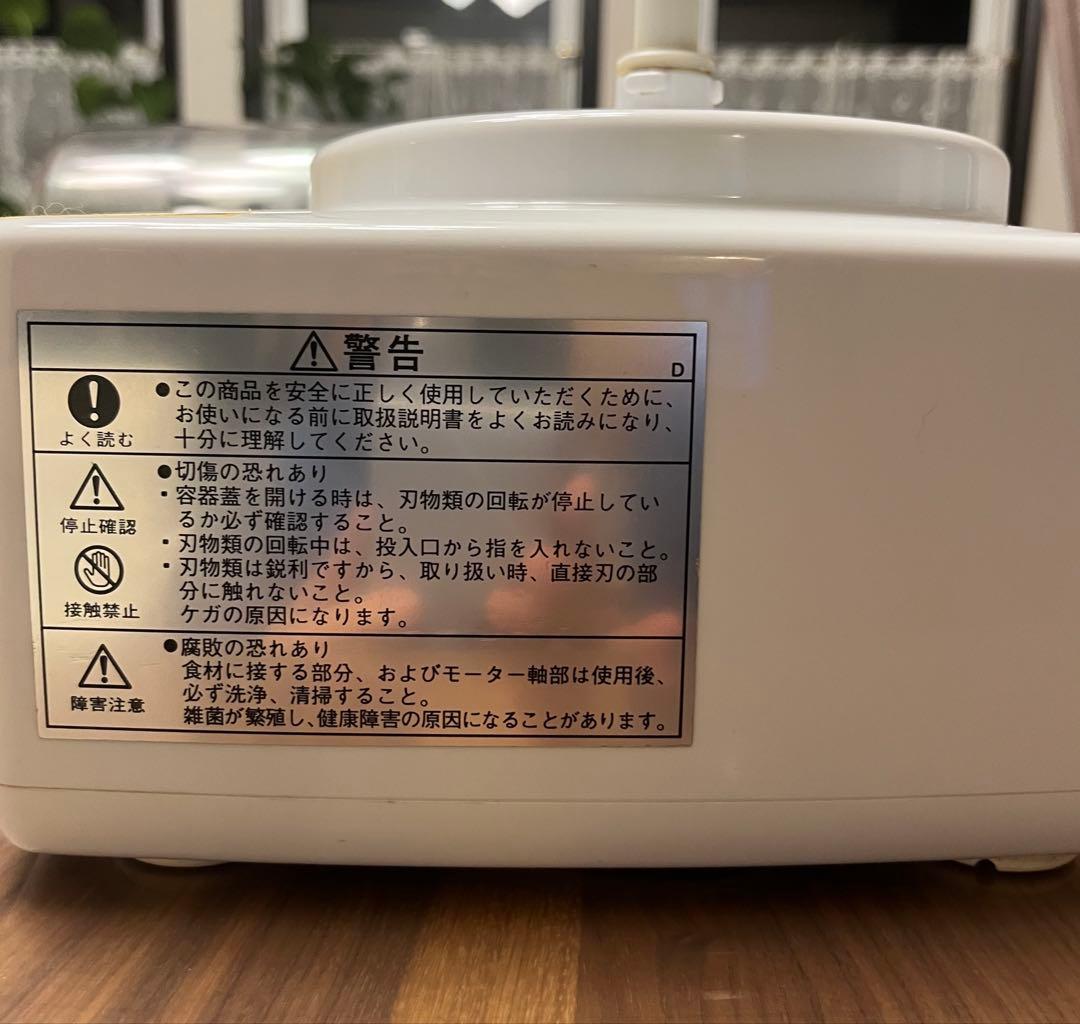 ⚠警告
D
よく読む
●この商品を安全に正しく使用していただくために、
お使いになる前に取扱説明書をよくお読みになり、
十分に理解してください。
停止確認
接触禁止
●切傷の恐れあり
・容器蓋を開ける時は、刃物類の回転が停止してい
るか必ず確認すること。
・刃物類の回転中は、投入口から指を入れないこと。
・刃物類は鋭利ですから、取り扱い時、直接刃の部
分に触れないこと。
ケガの原因になります。
障害注意
●腐敗の恐れあり
食材に接する部分、およびモーター軸部は使用後、
必ず洗浄、清掃すること。
雑菌が繁殖し、健康障害の原因になることがあります。